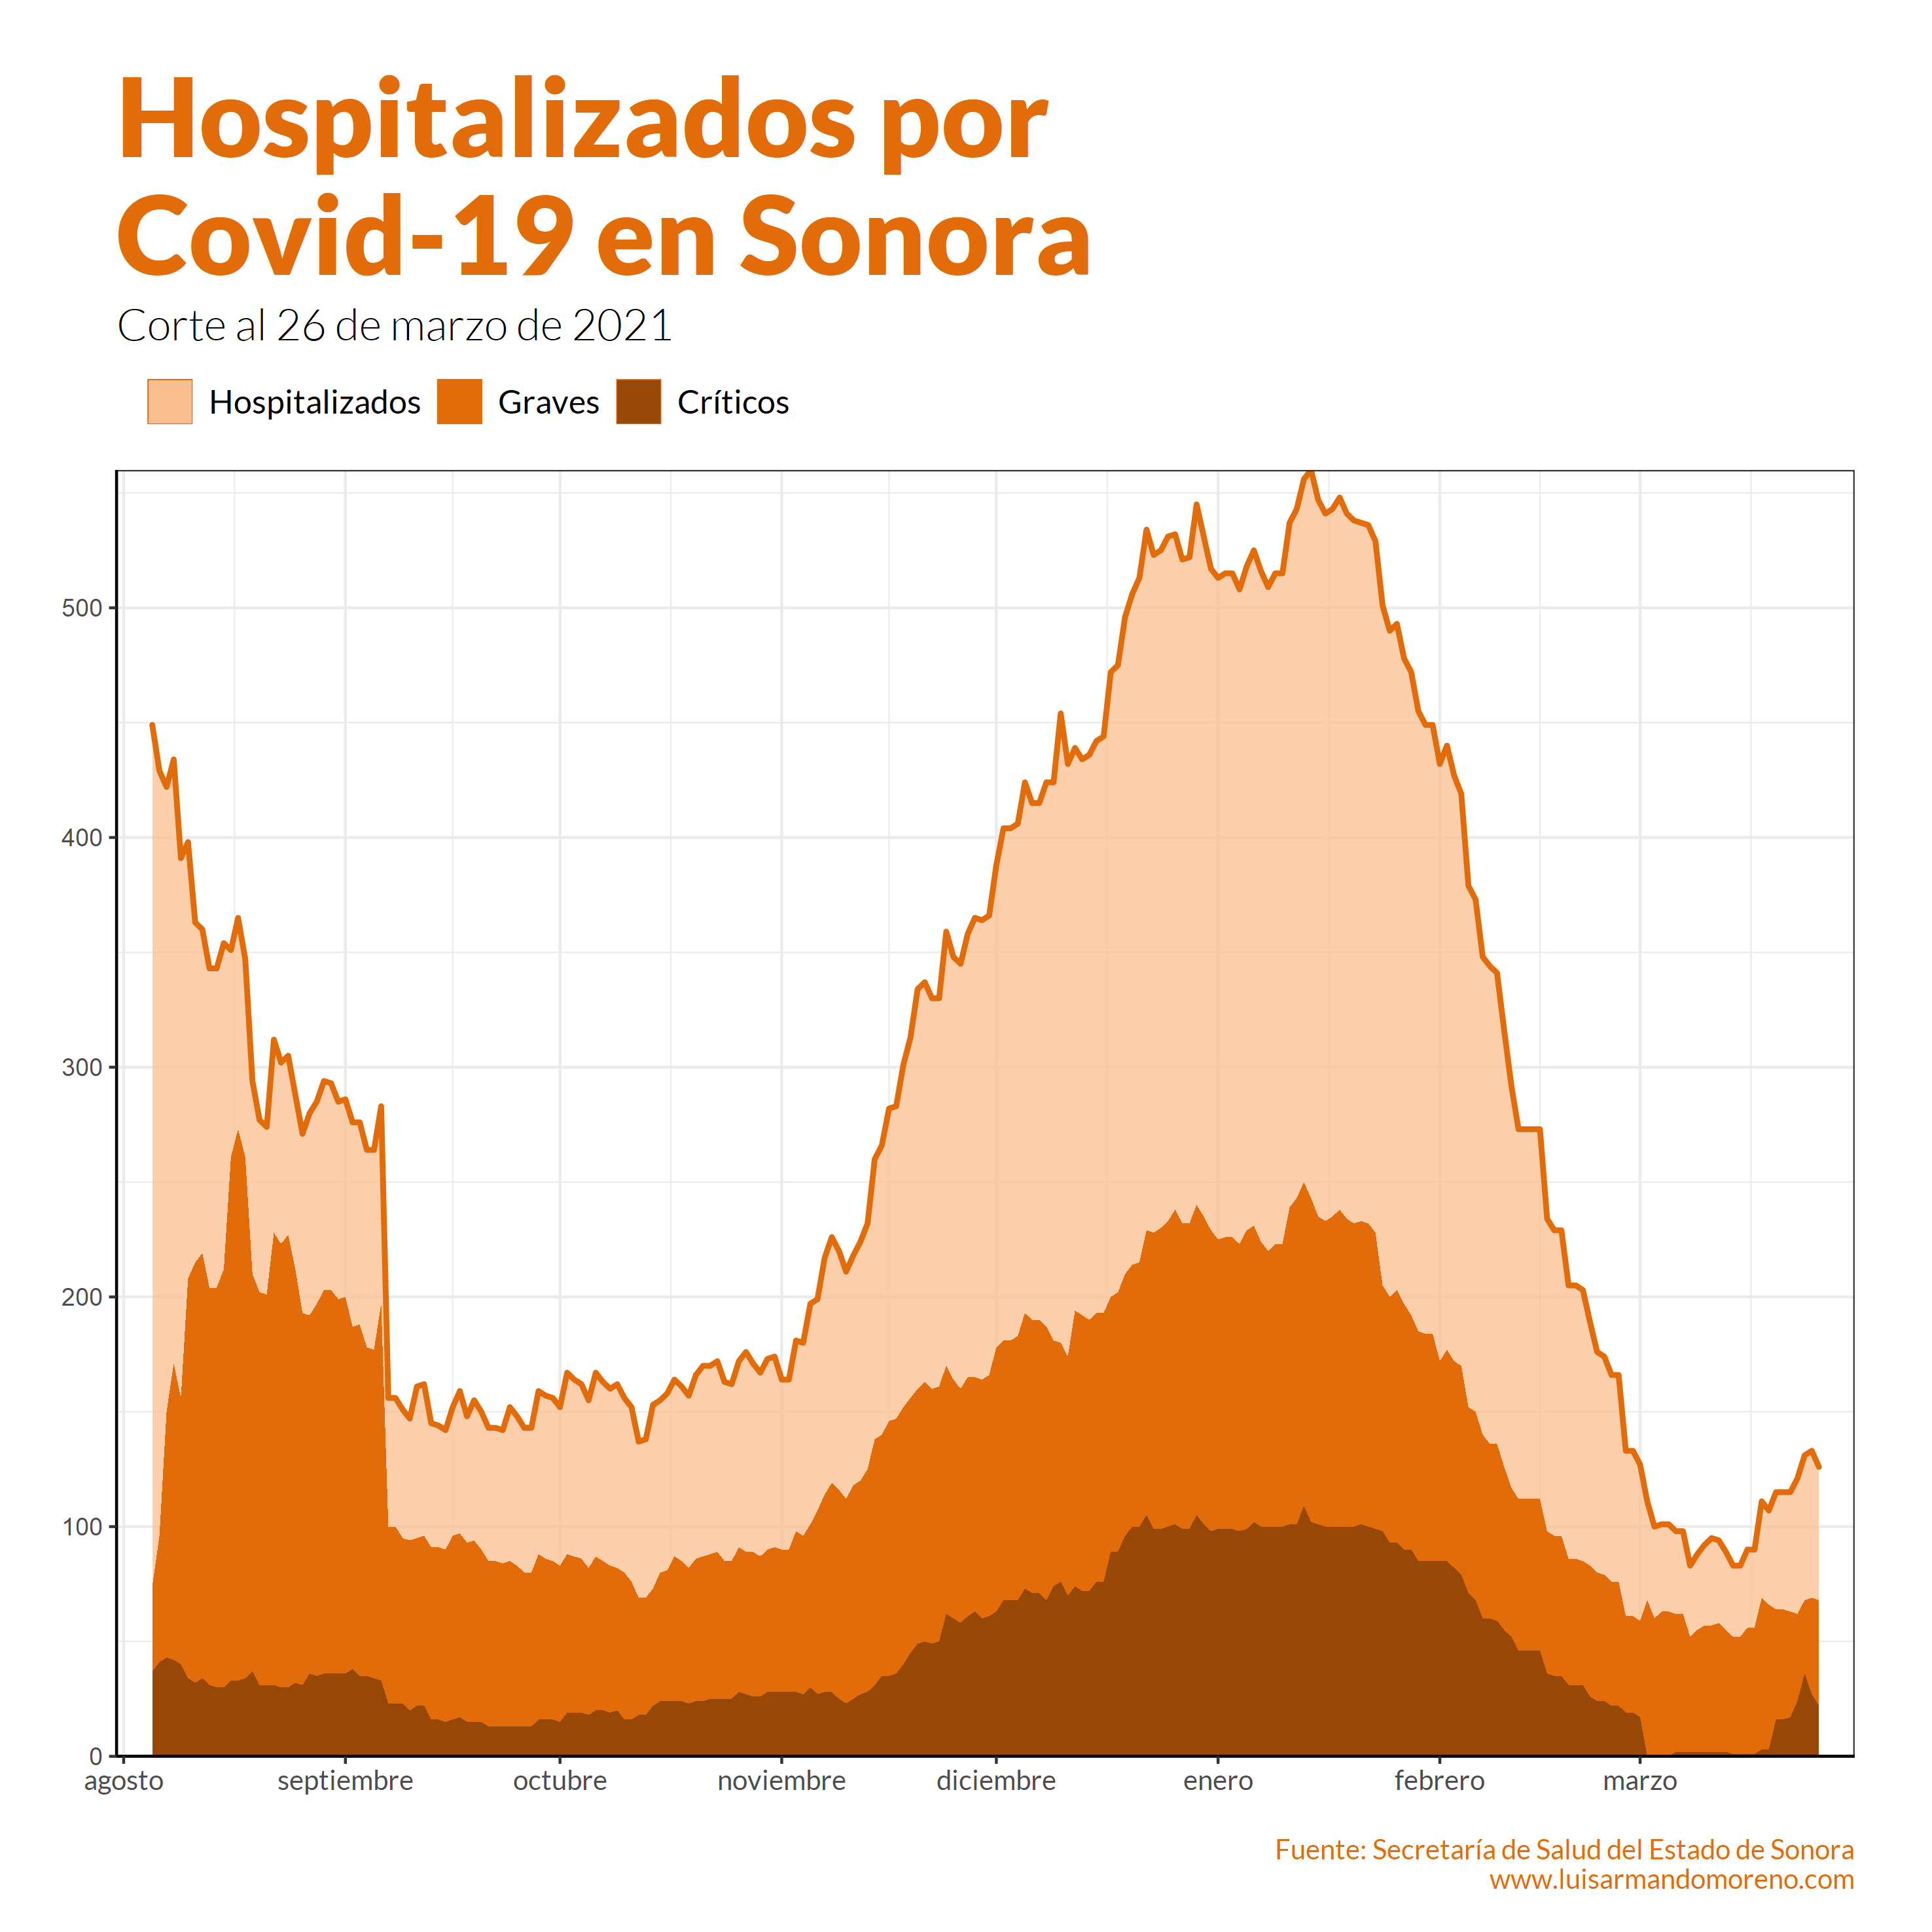 Hospitalizados por
Covid-19 en Sonora
Corte al 26 de marzo de 2021
Hospitalizados Graves Críticos
500
400
300
200
100
0
agosto septiembre octubre noviembre diciembre enero febrero marzo
Fuente: Secretaría de Salud del Estado de Sonora
www.luisarmandomoreno.com